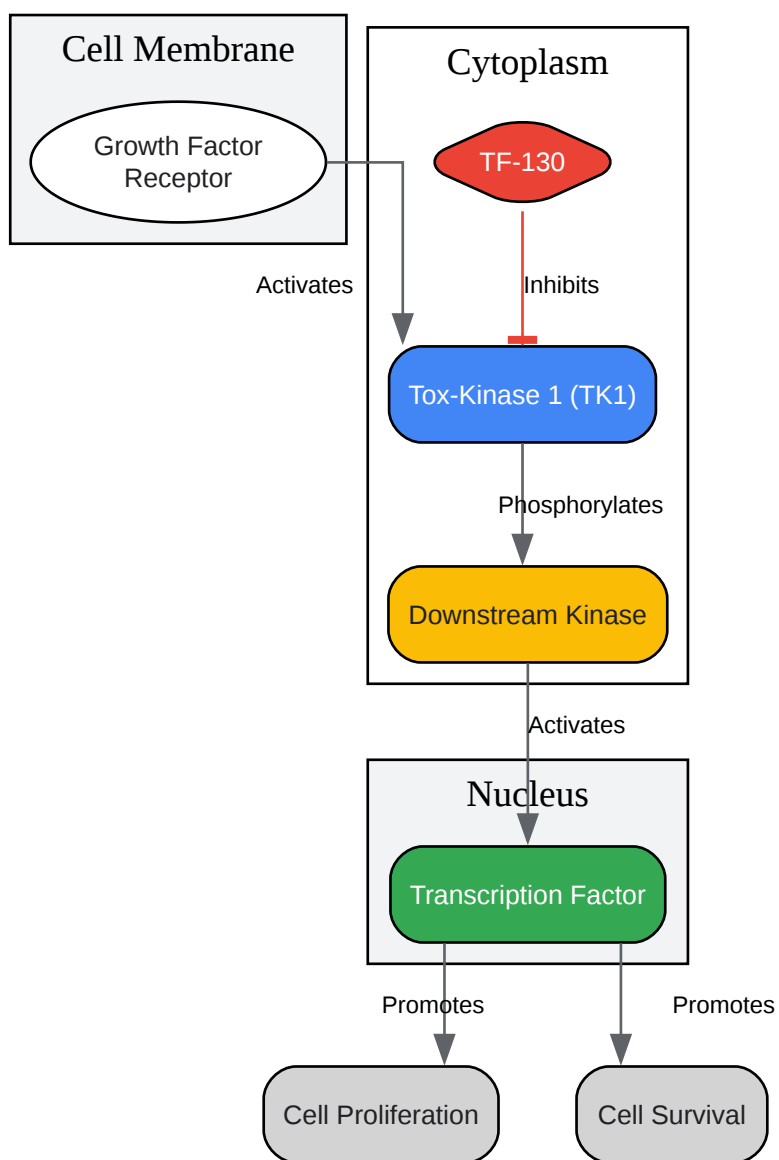 Cell Membrane
Cytoplasm
Growth Factor
Receptor
TF-130
Activates
Inhibits
Tox-Kinase 1 (TK1)
Phosphorylates
Downstream Kinase
Activates
Nucleus
Transcription Factor
Promotes
Promotes
Cell Proliferation
Cell Survival